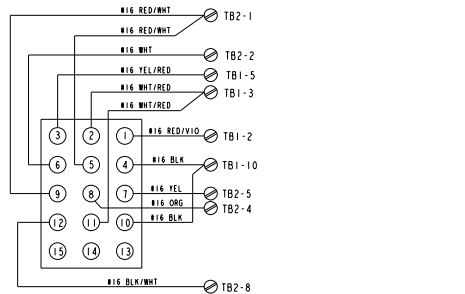 #16 RED/WHT
TB2-1
#16 RED/WHT
#16 WHT
TB2-2
#16 YEL/RED
TB1-5
#16 WHT/RED
TB1-3
#16 WHT/RED
3 2 1 #16 RED/VIO TB1-2
6 5 4 #16 BLK TB1-10
9 8 7 #16 YEL TB2-5
#16 ORG TB2-4
12 11 10 #16 BLK
15 14 13
#16 BLK/WHT
TB2-8